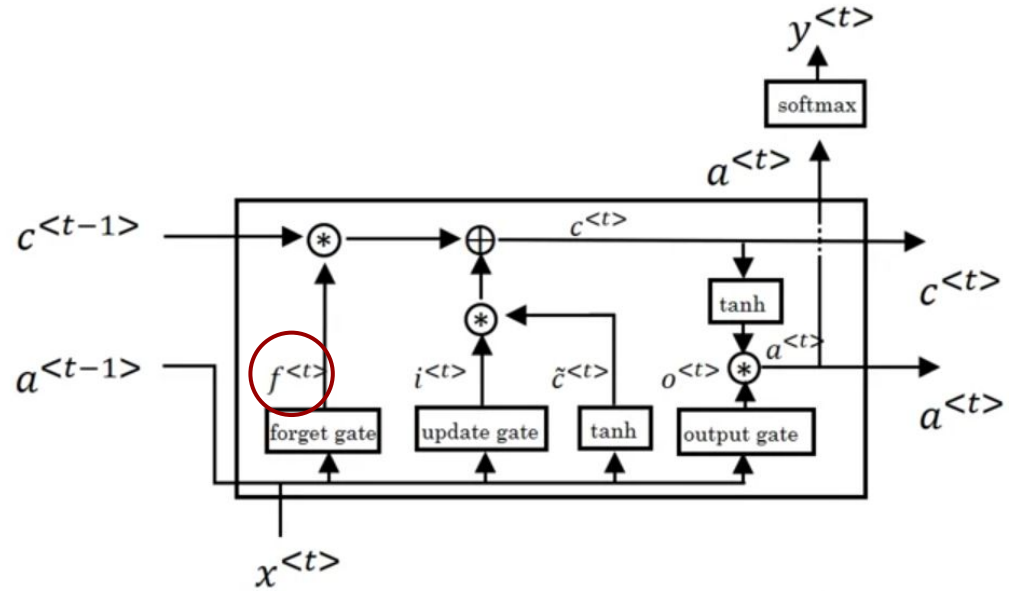 y<t>
softmax
a<t>
c<t-1>
c<t>
c<t>
tanh
a<t-1>
f<t>
i<t>
c̃<t>
o<t>
a<t>
a<t>
forget gate
update gate
tanh
output gate
x<t>